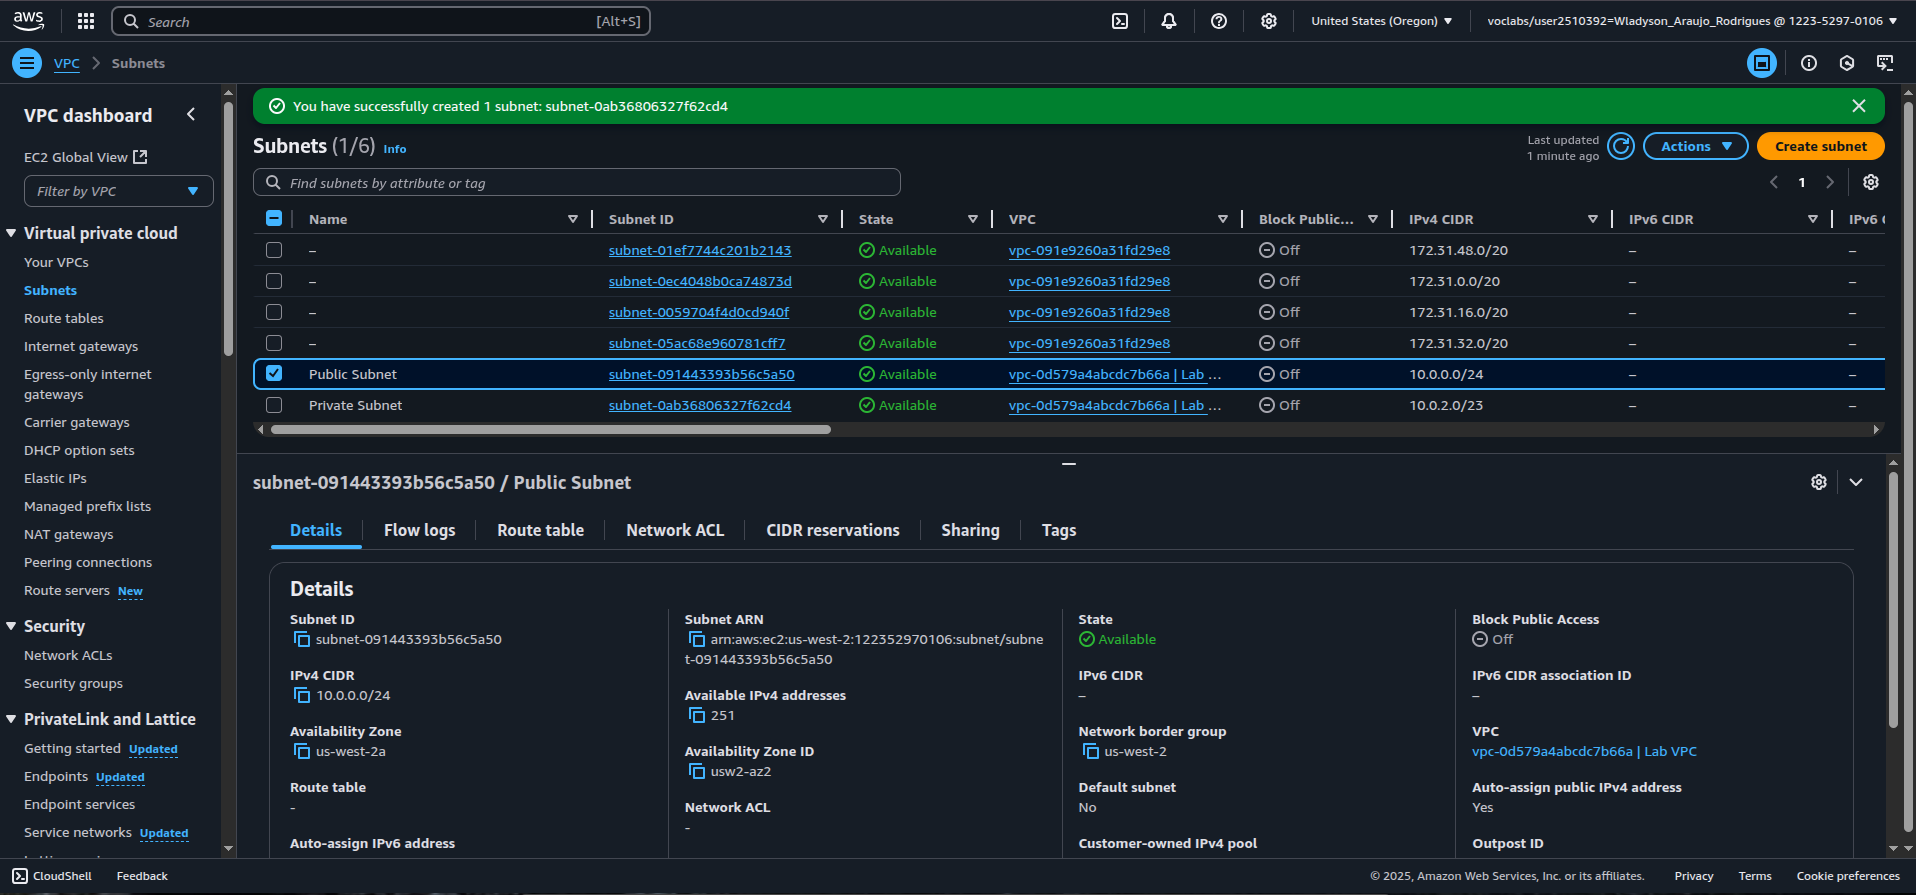 aws
Search [Alt+S]
United States (Oregon)
voclabs/user2510392=Wladyson_Araujo_Rodrigues @ 1223-5297-0106
VPC
Subnets
VPC dashboard
EC2 Global View
Filter by VPC
Virtual private cloud
Your VPCs
Subnets
Route tables
Internet gateways
Egress-only internet
gateways
Carrier gateways
DHCP option sets
Elastic IPs
Managed prefix lists
NAT gateways
Peering connections
Route servers New
Security
Network ACLs
Security groups
PrivateLink and Lattice
Getting started Updated
Endpoints Updated
Endpoint services
Service networks Updated
You have successfully created 1 subnet: subnet-0ab36806327f62cd4
Subnets (1/6) Info
Last updated
1 minute ago
Actions
Create subnet
Find subnets by attribute or tag
1
Name Subnet ID State VPC Block Public... IPv4 CIDR IPv6 CIDR IPv6
– subnet-01ef7744c201b2143 Available vpc-091e9260a31fd29e8 Off 172.31.48.0/20 – –
– subnet-0ec4048b0ca74873d Available vpc-091e9260a31fd29e8 Off 172.31.0.0/20 – –
– subnet-0059704f4d0cd940f Available vpc-091e9260a31fd29e8 Off 172.31.16.0/20 – –
– subnet-05ac68e960781cff7 Available vpc-091e9260a31fd29e8 Off 172.31.32.0/20 – –
Public Subnet subnet-091443393b56c5a50 Available vpc-0d579a4abcdc7b66a | Lab ... Off 10.0.0.0/24 – –
Private Subnet subnet-0ab36806327f62cd4 Available vpc-0d579a4abcdc7b66a | Lab ... Off 10.0.2.0/23 – –
subnet-091443393b56c5a50 / Public Subnet
Details Flow logs Route table Network ACL CIDR reservations Sharing Tags
Details
Subnet ID
subnet-091443393b56c5a50
IPv4 CIDR
10.0.0.0/24
Availability Zone
us-west-2a
Route table
-
Auto-assign IPv6 address
Subnet ARN
arn:aws:ec2:us-west-2:122352970106:subnet/subne
t-091443393b56c5a50
Available IPv4 addresses
251
Availability Zone ID
usw2-az2
Network ACL
-
State
Available
IPv6 CIDR
–
Network border group
us-west-2
Default subnet
No
Customer-owned IPv4 pool
Block Public Access
Off
IPv6 CIDR association ID
–
VPC
vpc-0d579a4abcdc7b66a | Lab VPC
Auto-assign public IPv4 address
Yes
Outpost ID
CloudShell Feedback
© 2025, Amazon Web Services, Inc. or its affiliates. Privacy Terms Cookie preferences